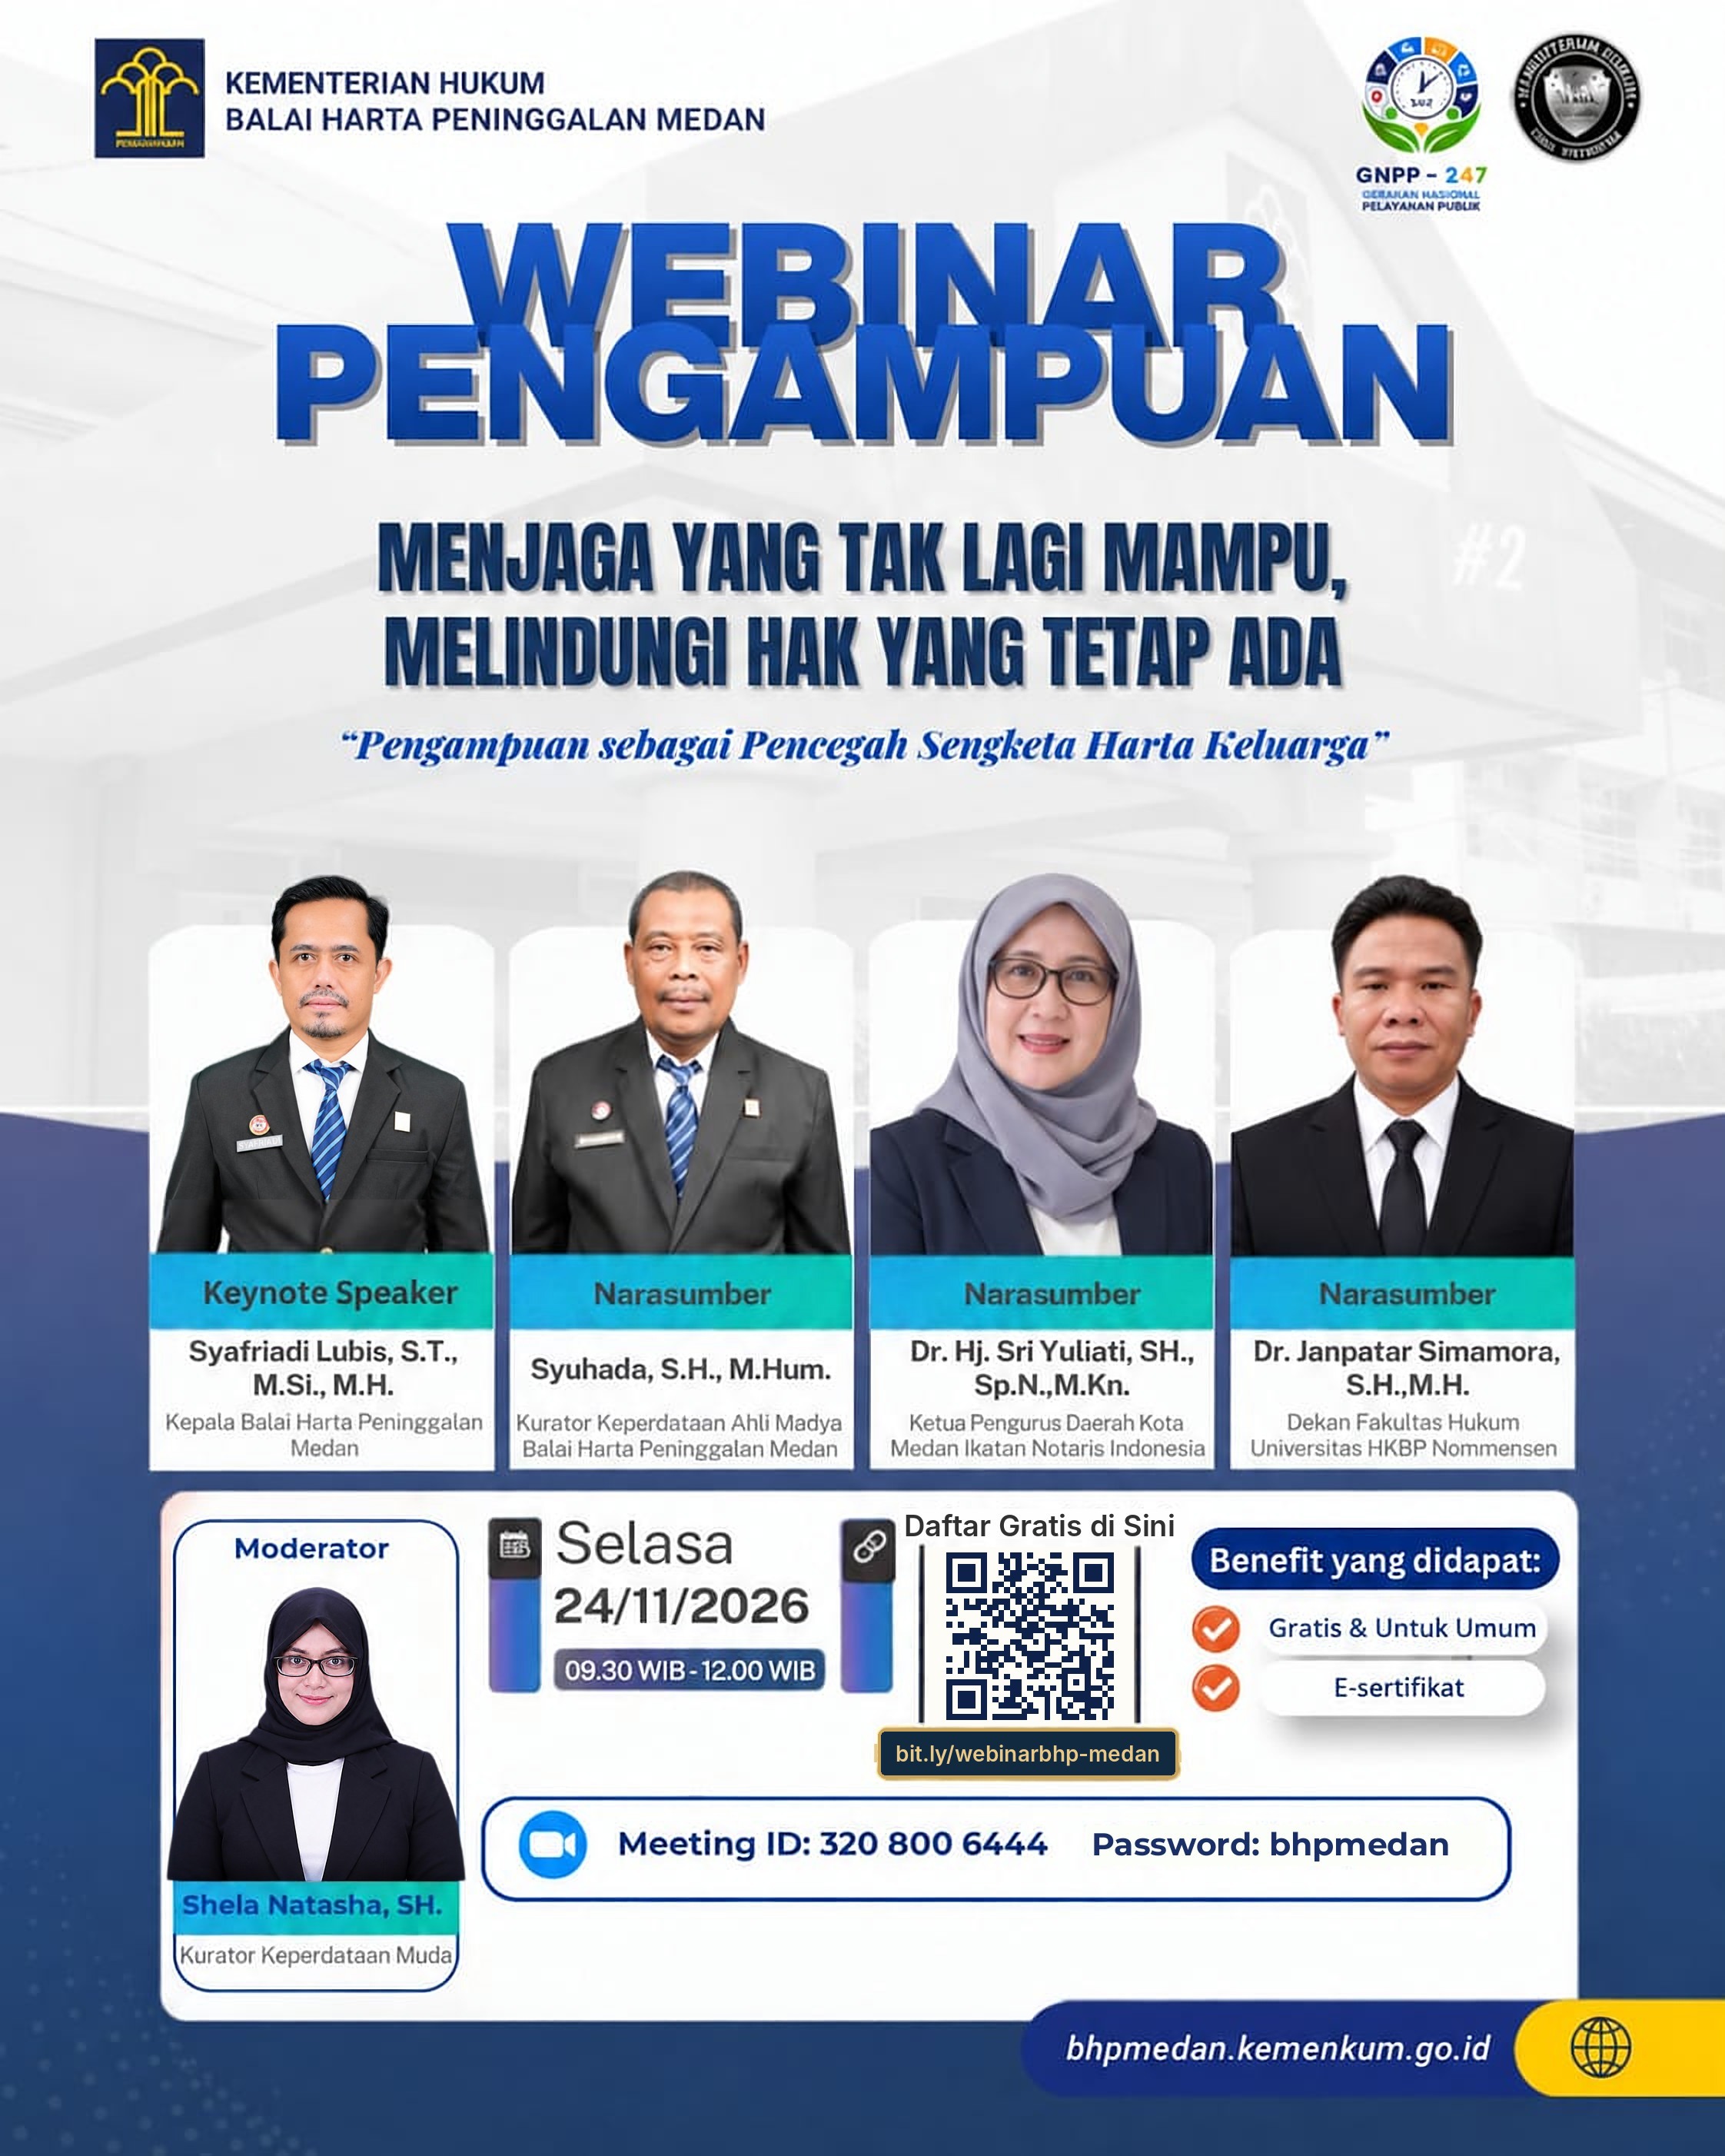 KEMENTERIAN HUKUM
BALAI HARTA PENINGGALAN MEDAN
PENGAYOMAN
GNPP - 247
GERAKAN NASIONAL
PELAYANAN PUBLIK
WEBINAR
PENGAMPUAN
MENJAGA YANG TAK LAGI MAMPU,
#2
MELINDUNGI HAK YANG TETAP ADA
“Pengampuan sebagai Pencegah Sengketa Harta Keluarga”
Keynote Speaker
Syafriadi Lubis, S.T.,
M.Si., M.H.
Kepala Balai Harta Peninggalan
Medan
Narasumber
Syuhada, S.H., M.Hum.
Kurator Keperdataan Ahli Madya
Balai Harta Peninggalan Medan
Narasumber
Dr. Hj. Sri Yuliati, SH.,
Sp.N.,M.Kn.
Ketua Pengurus Daerah Kota
Medan Ikatan Notaris Indonesia
Narasumber
Dr. Janpatar Simamora,
S.H.,M.H.
Dekan Fakultas Hukum
Universitas HKBP Nommensen
Moderator
Shela Natasha, SH.
Kurator Keperdataan Muda
Selasa
24/11/2026
09.30 WIB - 12.00 WIB
Daftar Gratis di Sini
bit.ly/webinarbhp-medan
Benefit yang didapat:
Gratis & Untuk Umum
E-sertifikat
Meeting ID: 320 800 6444 Password: bhpmedan
bhpmedan.kemenkum.go.id